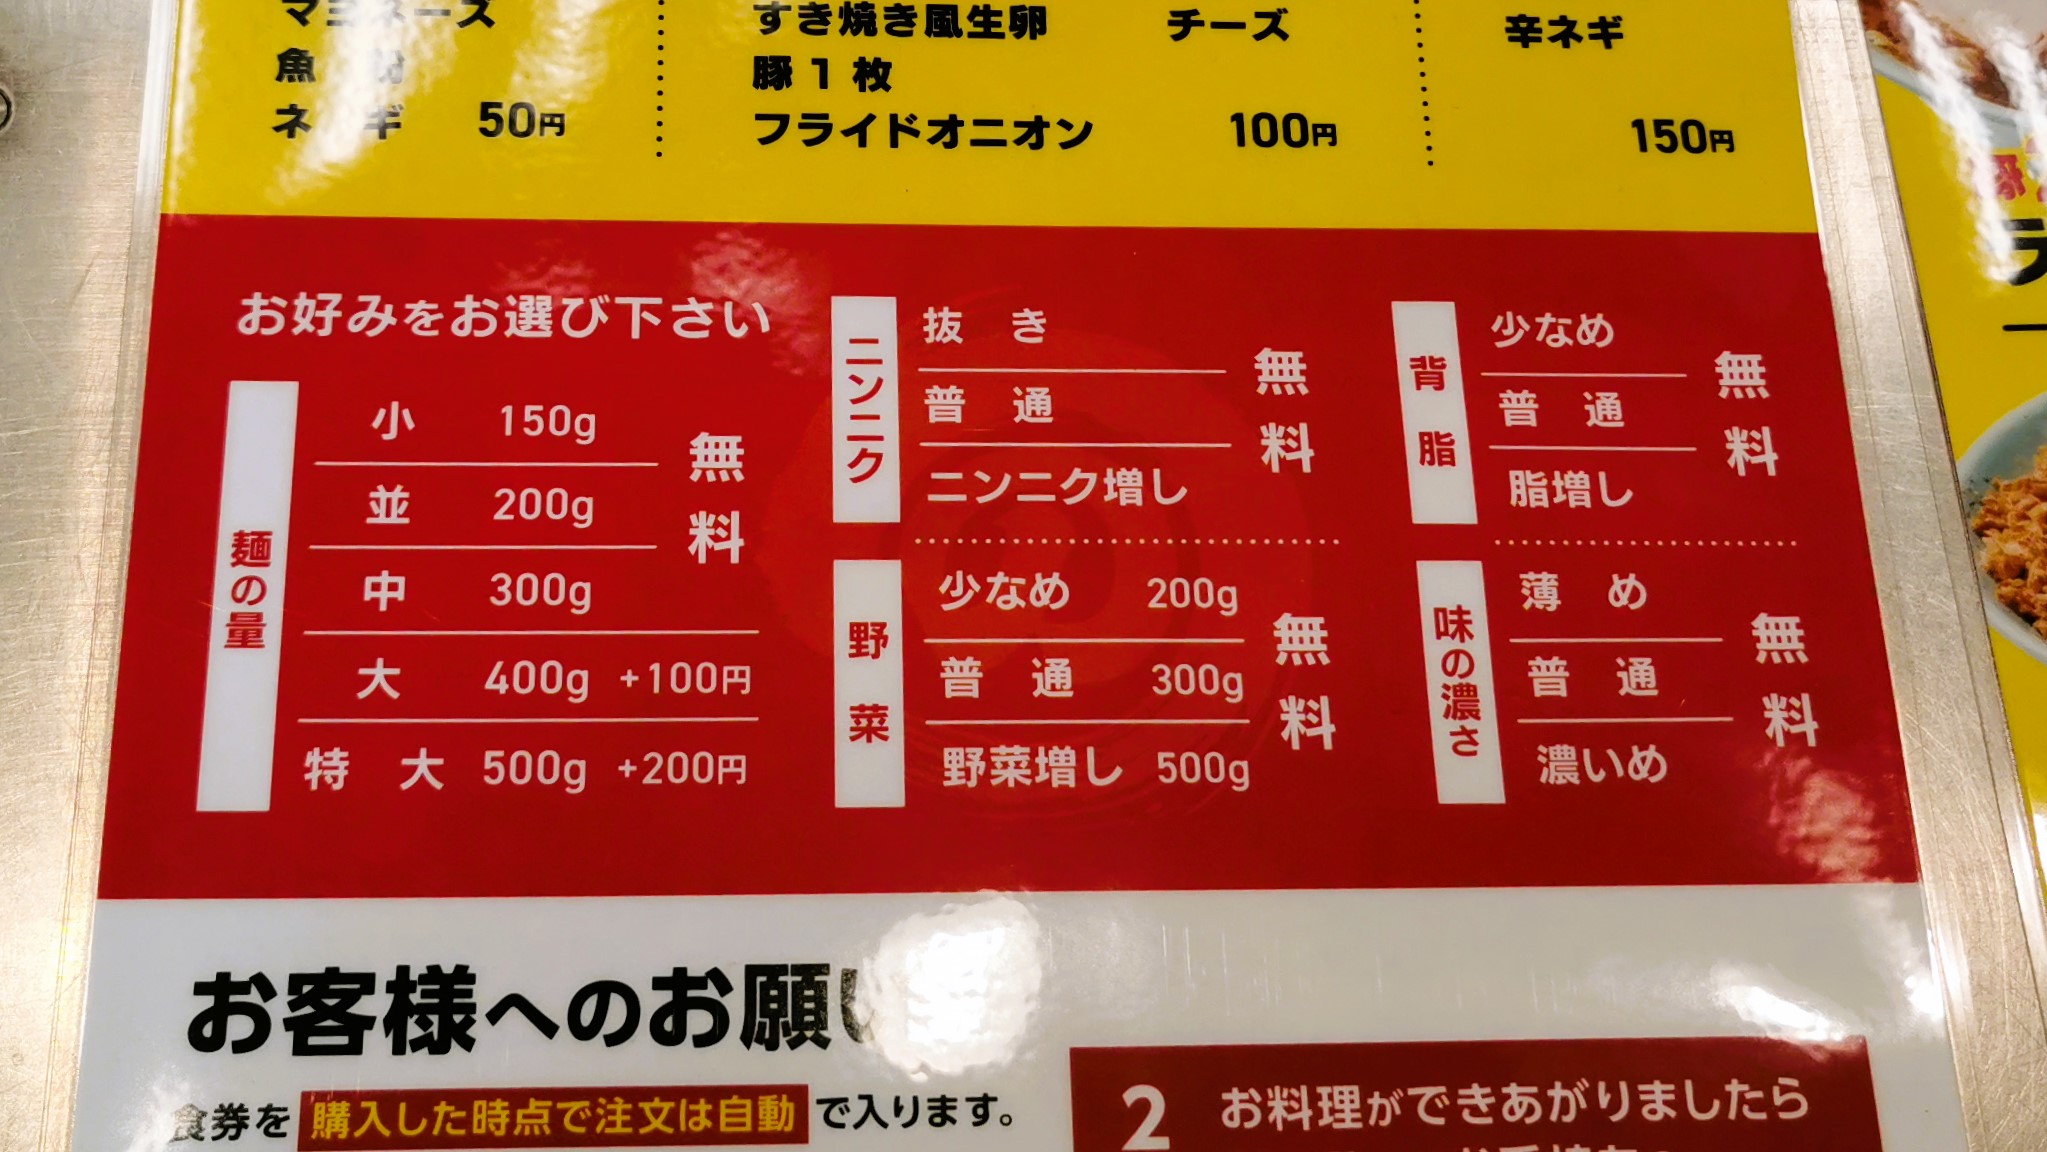 マヨネーズ
魚粉
ネギ 50円
すき焼き風生卵 チーズ
豚1枚
フライドオニオン 100円
辛ネギ
150円
お好みをお選び下さい
麺の量
小 150g
並 200g
中 300g
無料
大 400g +100円
特大 500g +200円
ニンニク
抜き
普通
ニンニク増し
無料
野菜
少なめ 200g
普通 300g
野菜増し 500g
無料
背脂
少なめ
普通
脂増し
無料
味の濃さ
薄め
普通
濃いめ
無料
お客様へのお願い
食券を 購入した時点で注文は自動 で入ります。
2 お料理ができあがりましたら